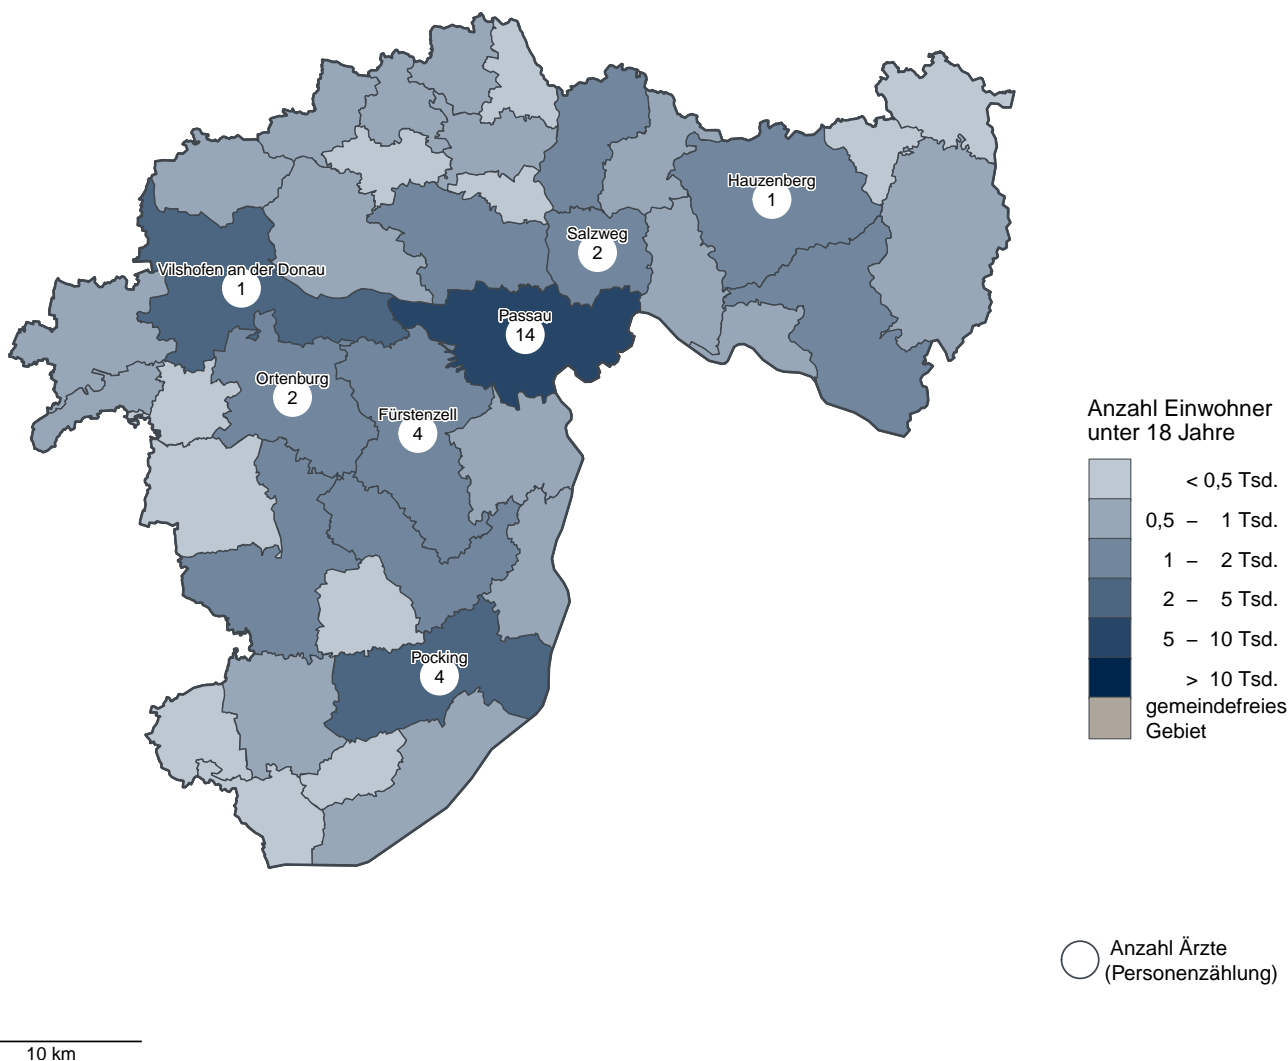 Hauzenberg
1
Salzweg
2
Vilshofen an der Donau
1
Passau
14
Ortenburg
2
Fürstenzell
4
Pocking
4
Anzahl Einwohner
unter 18 Jahre
< 0,5 Tsd.
0,5 – 1 Tsd.
1 – 2 Tsd.
2 – 5 Tsd.
5 – 10 Tsd.
> 10 Tsd.
gemeindefreies
Gebiet
Anzahl Ärzte
(Personenzählung)
10 km